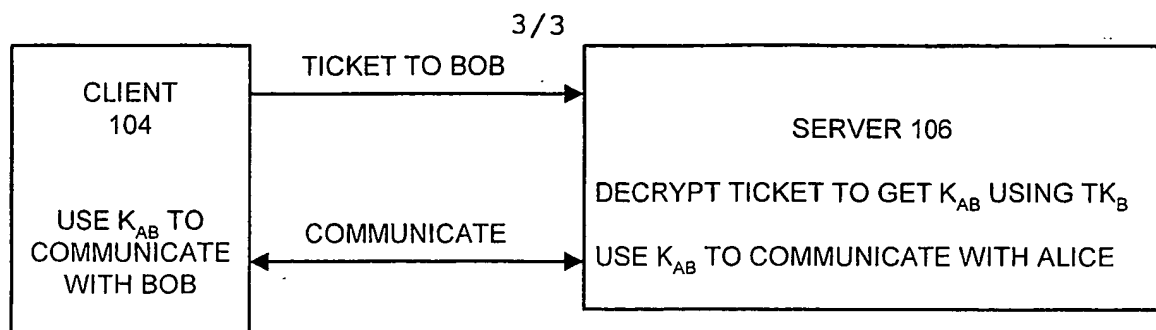 3/3
TICKET TO BOB
CLIENT
104
SERVER 106
DECRYPT TICKET TO GET K_AB USING TK_B
USE K_AB TO
COMMUNICATE
WITH BOB
COMMUNICATE
USE K_AB TO COMMUNICATE WITH ALICE